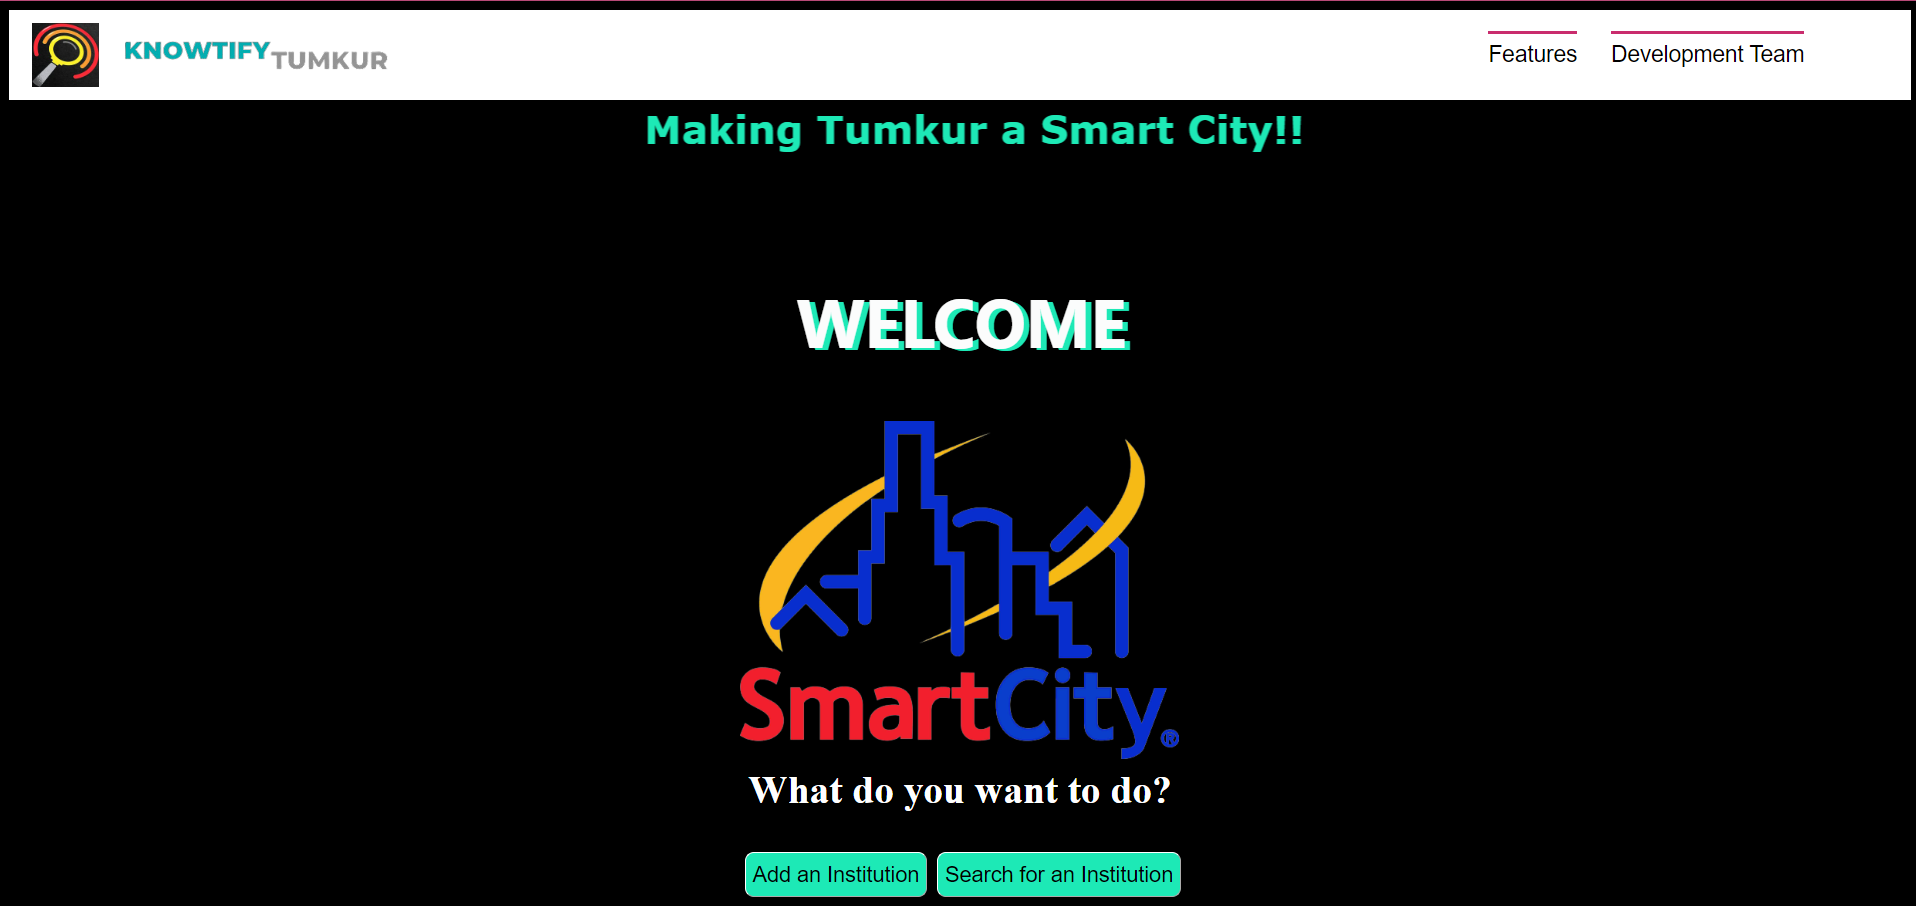 KNOWTIFY TUMKUR
Features
Development Team
Making Tumkur a Smart City!!
WELCOME
SmartCity®
What do you want to do?
Add an Institution
Search for an Institution